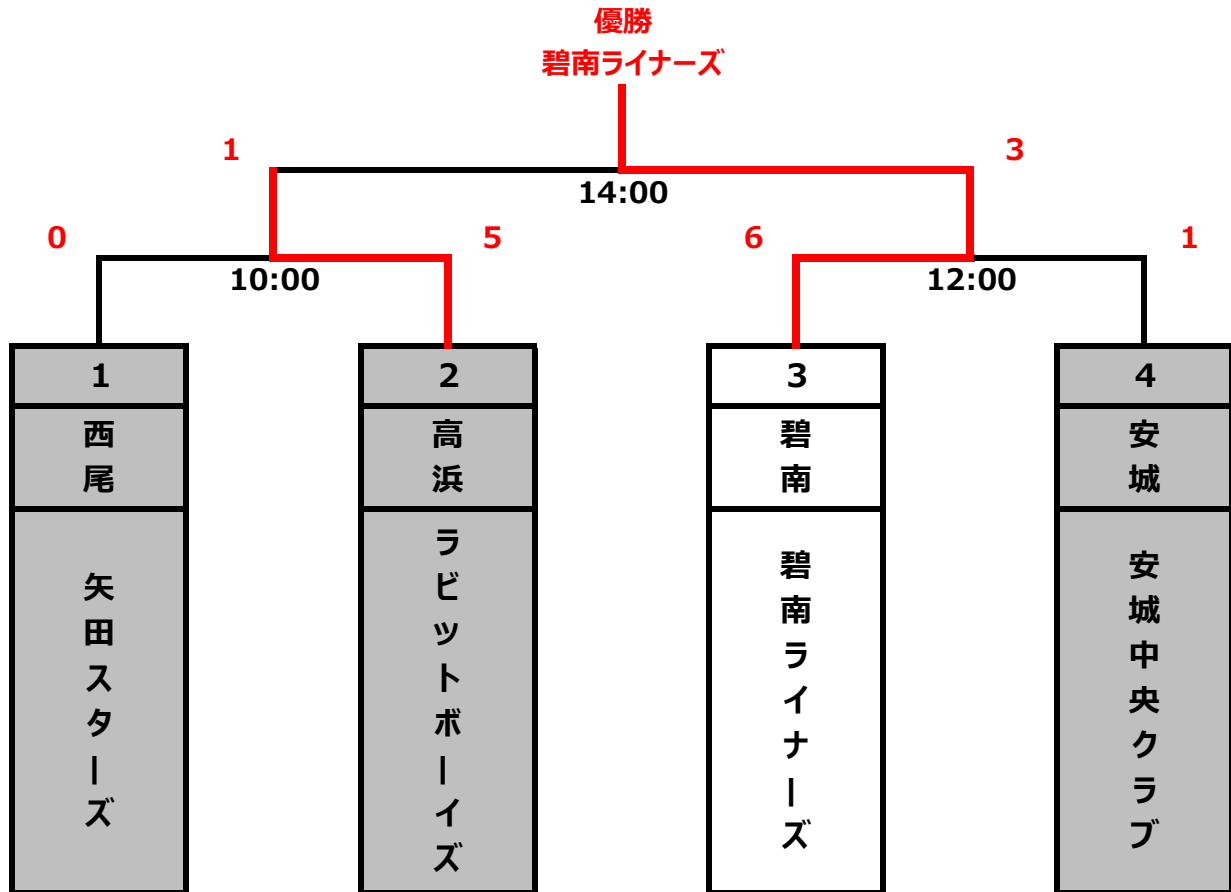 優勝
碧南ライナーズ
1
3
14:00
0
5
6
1
10:00
12:00
1
2
3
4
西尾
高浜
碧南
安城
矢田スターズ
ラビットボーイズ
碧南ライナーズ
安城中央クラブ